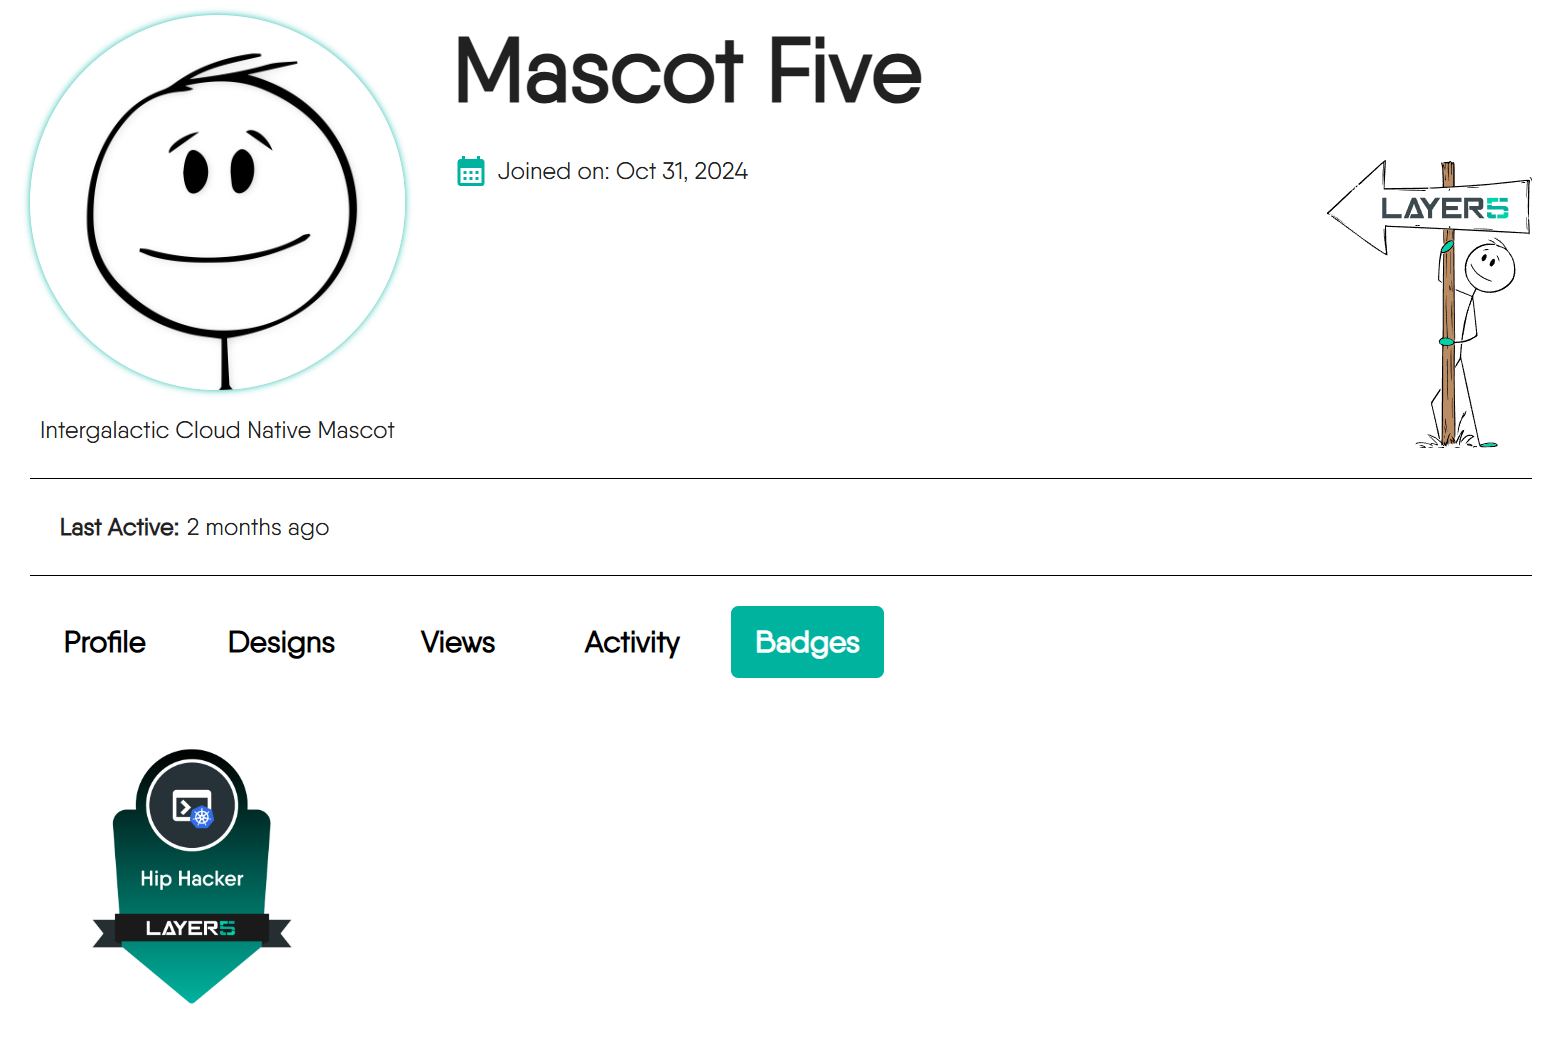 Mascot Five
Joined on: Oct 31, 2024
LAYER5
Intergalactic Cloud Native Mascot
Last Active: 2 months ago
Profile Designs Views Activity Badges
Hip Hacker
LAYER5